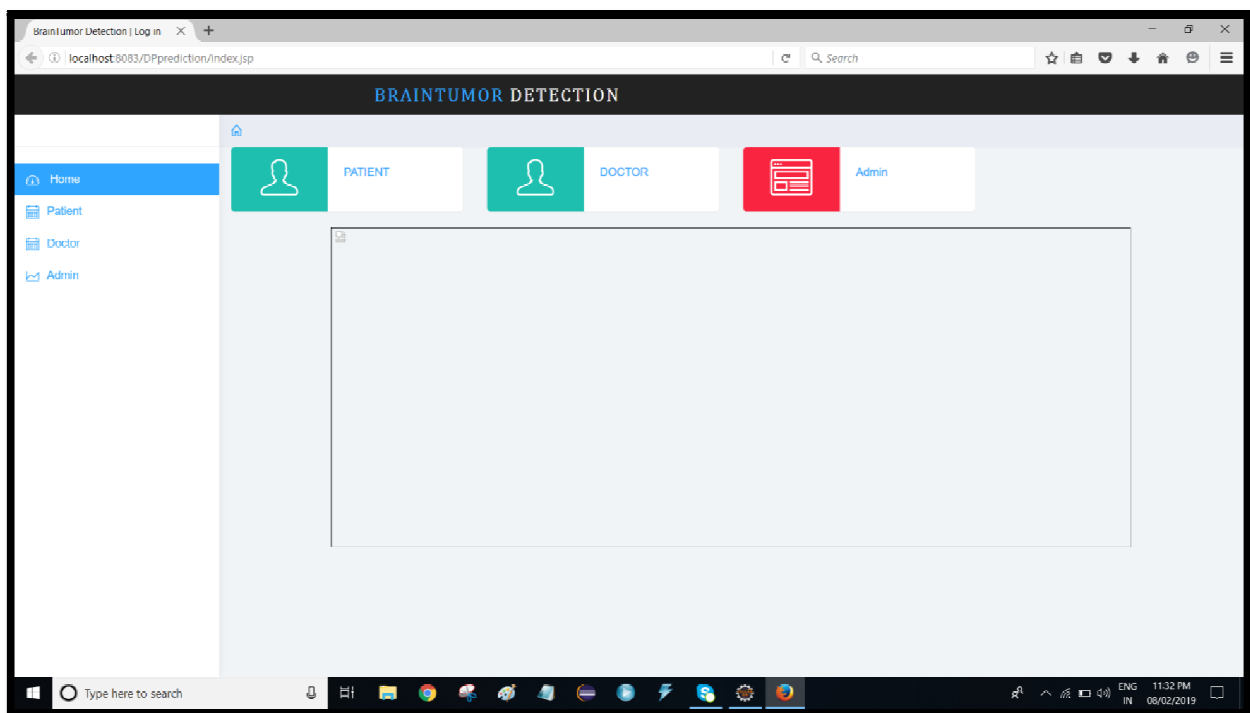 BrainTumor Detection | Log in
localhost:8083/DPprediction/index.jsp
Search
BRAINTUMOR DETECTION
PATIENT
DOCTOR
Admin
Home
Patient
Doctor
Admin
Type here to search
ENG
IN
11:32 PM
08/02/2019